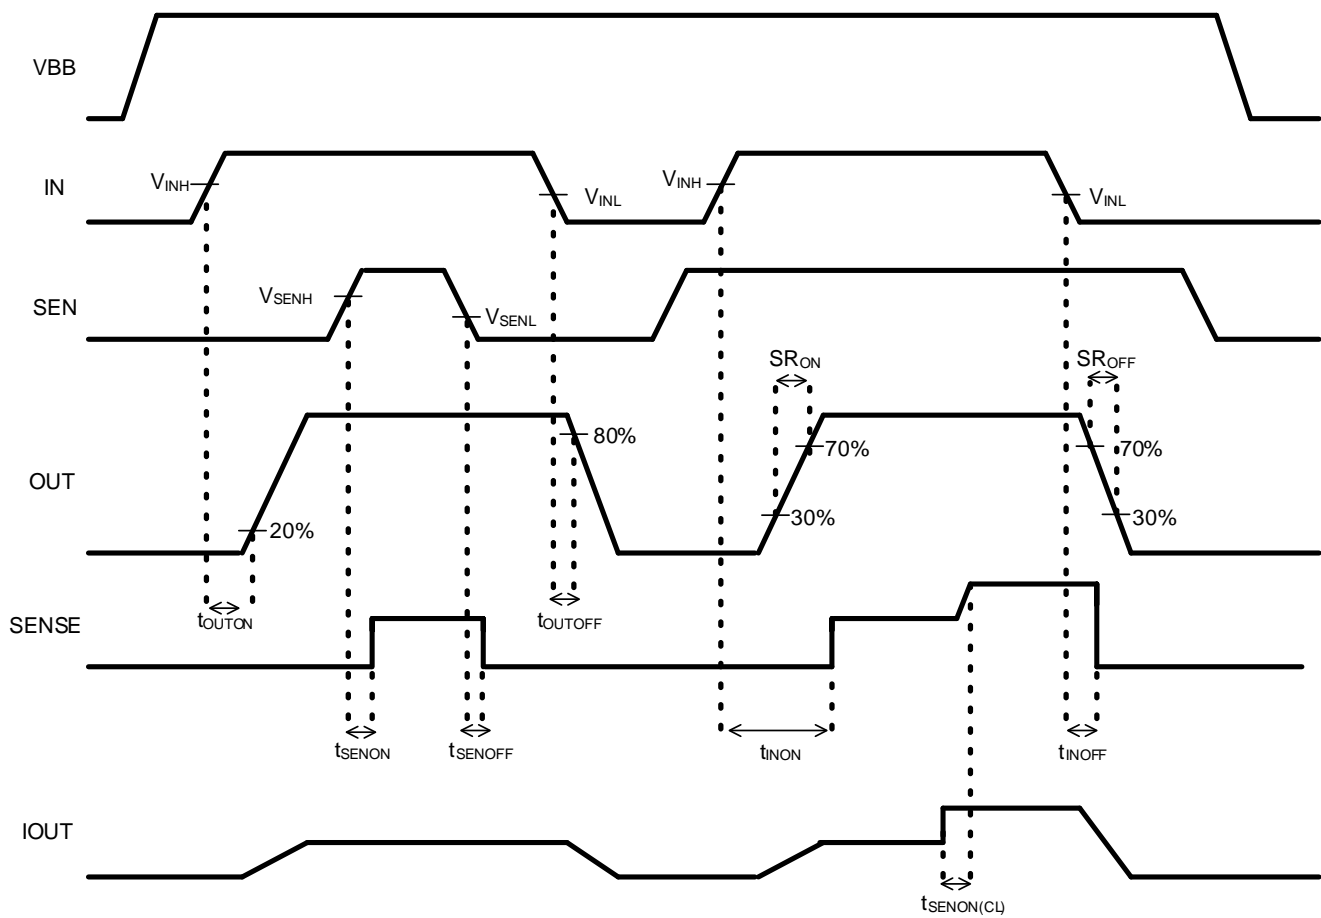 VBB
IN
VINH
VINL
VINH
VINL
SEN
VSENH
VSENL
SRON
SROFF
OUT
20%
80%
70%
30%
70%
30%
SENSE
tOUTON
tOUTOFF
tSENON
tSENOFF
tINON
tINOFF
IOUT
tSENON(CL)